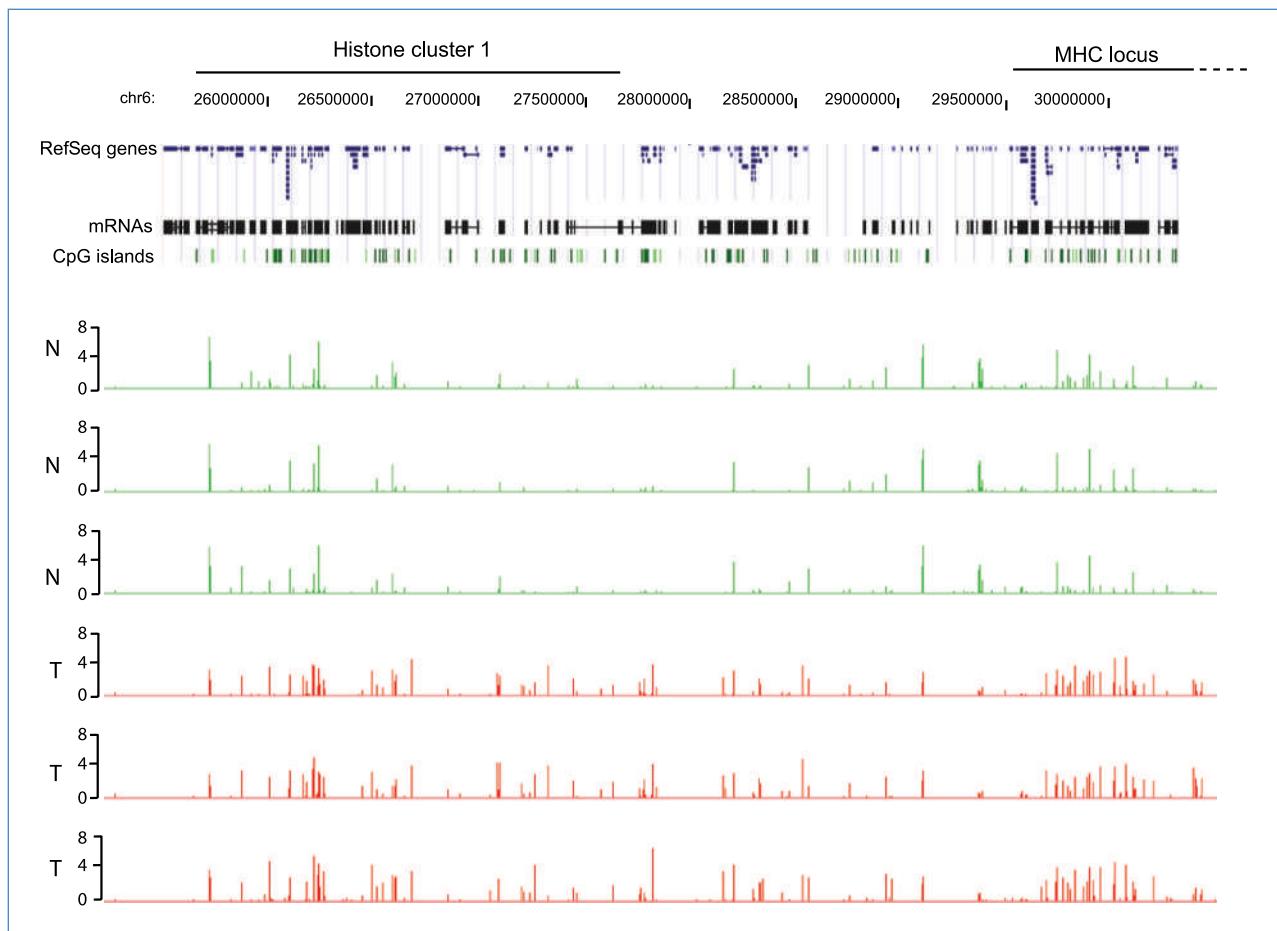 Histone cluster 1
MHC locus
chr6: 26000000 26500000 27000000 27500000 28000000 28500000 29000000 29500000 30000000
RefSeq genes
mRNAs
CpG islands
N 8 4 0
N 8 4 0
N 8 4 0
T 8 4 0
T 8 4 0
T 8 4 0